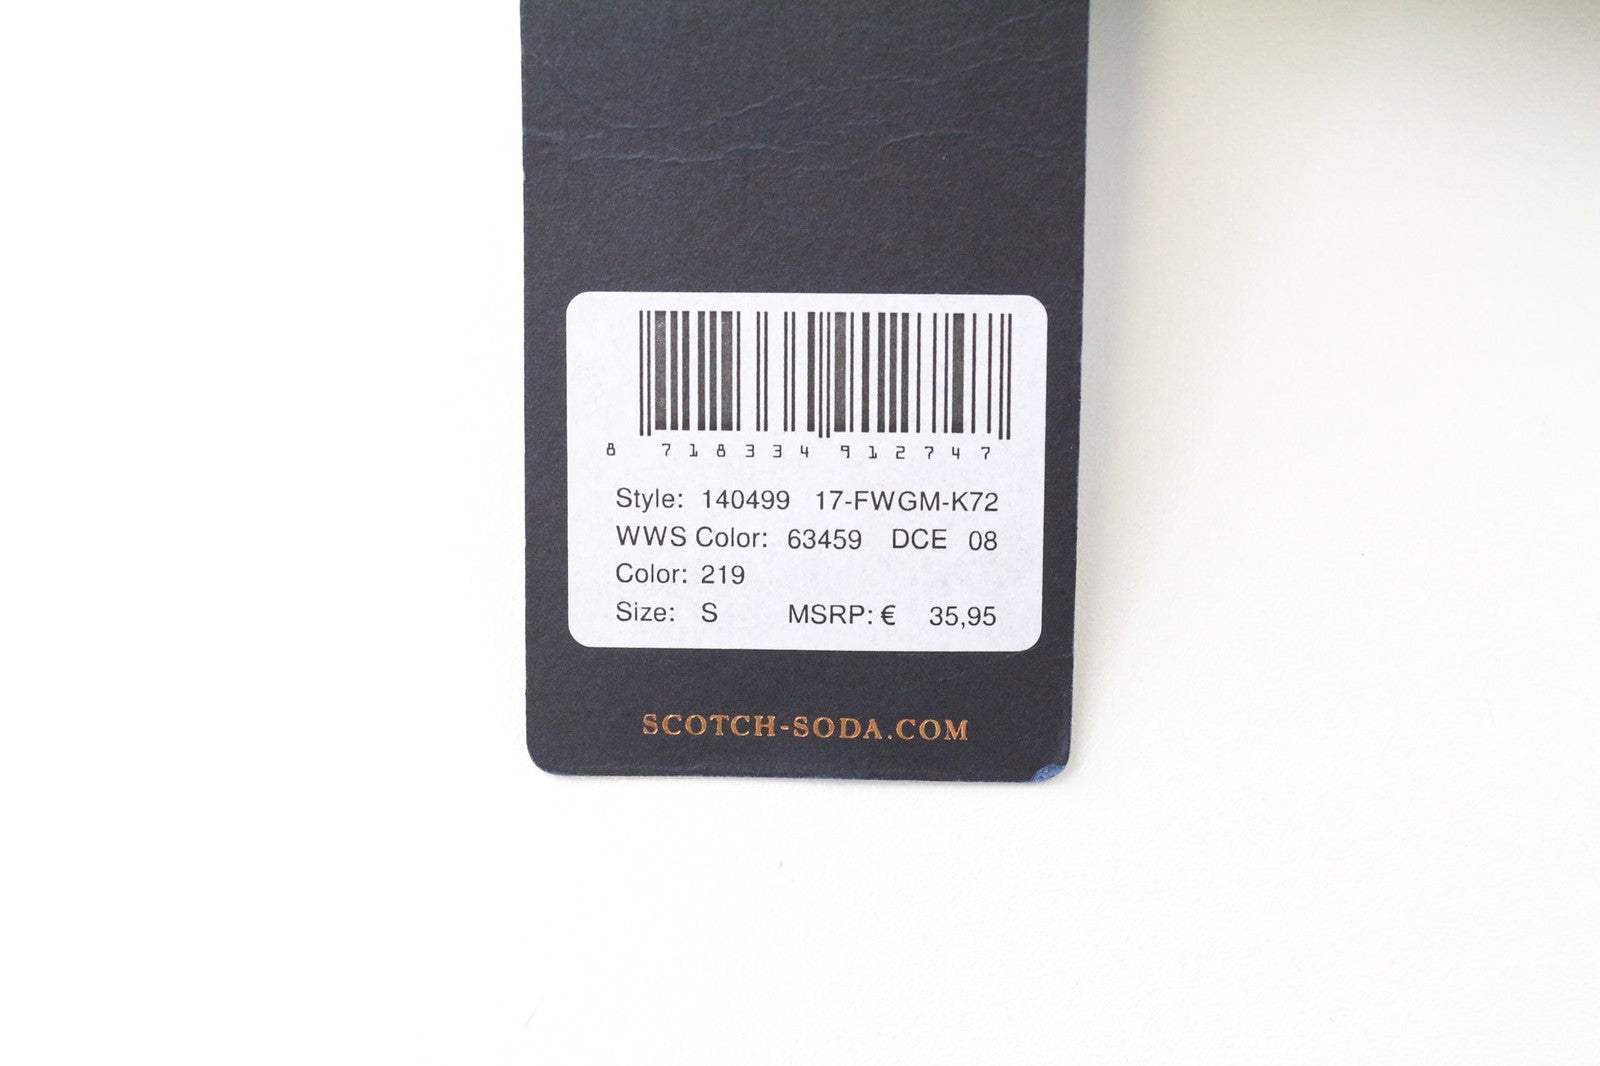 8 718334 912747
Style: 140499 17-FWGM-K72
WWS Color: 63459 DCE 08
Color: 219
Size: S MSRP: € 35,95
SCOTCH-SODA.COM